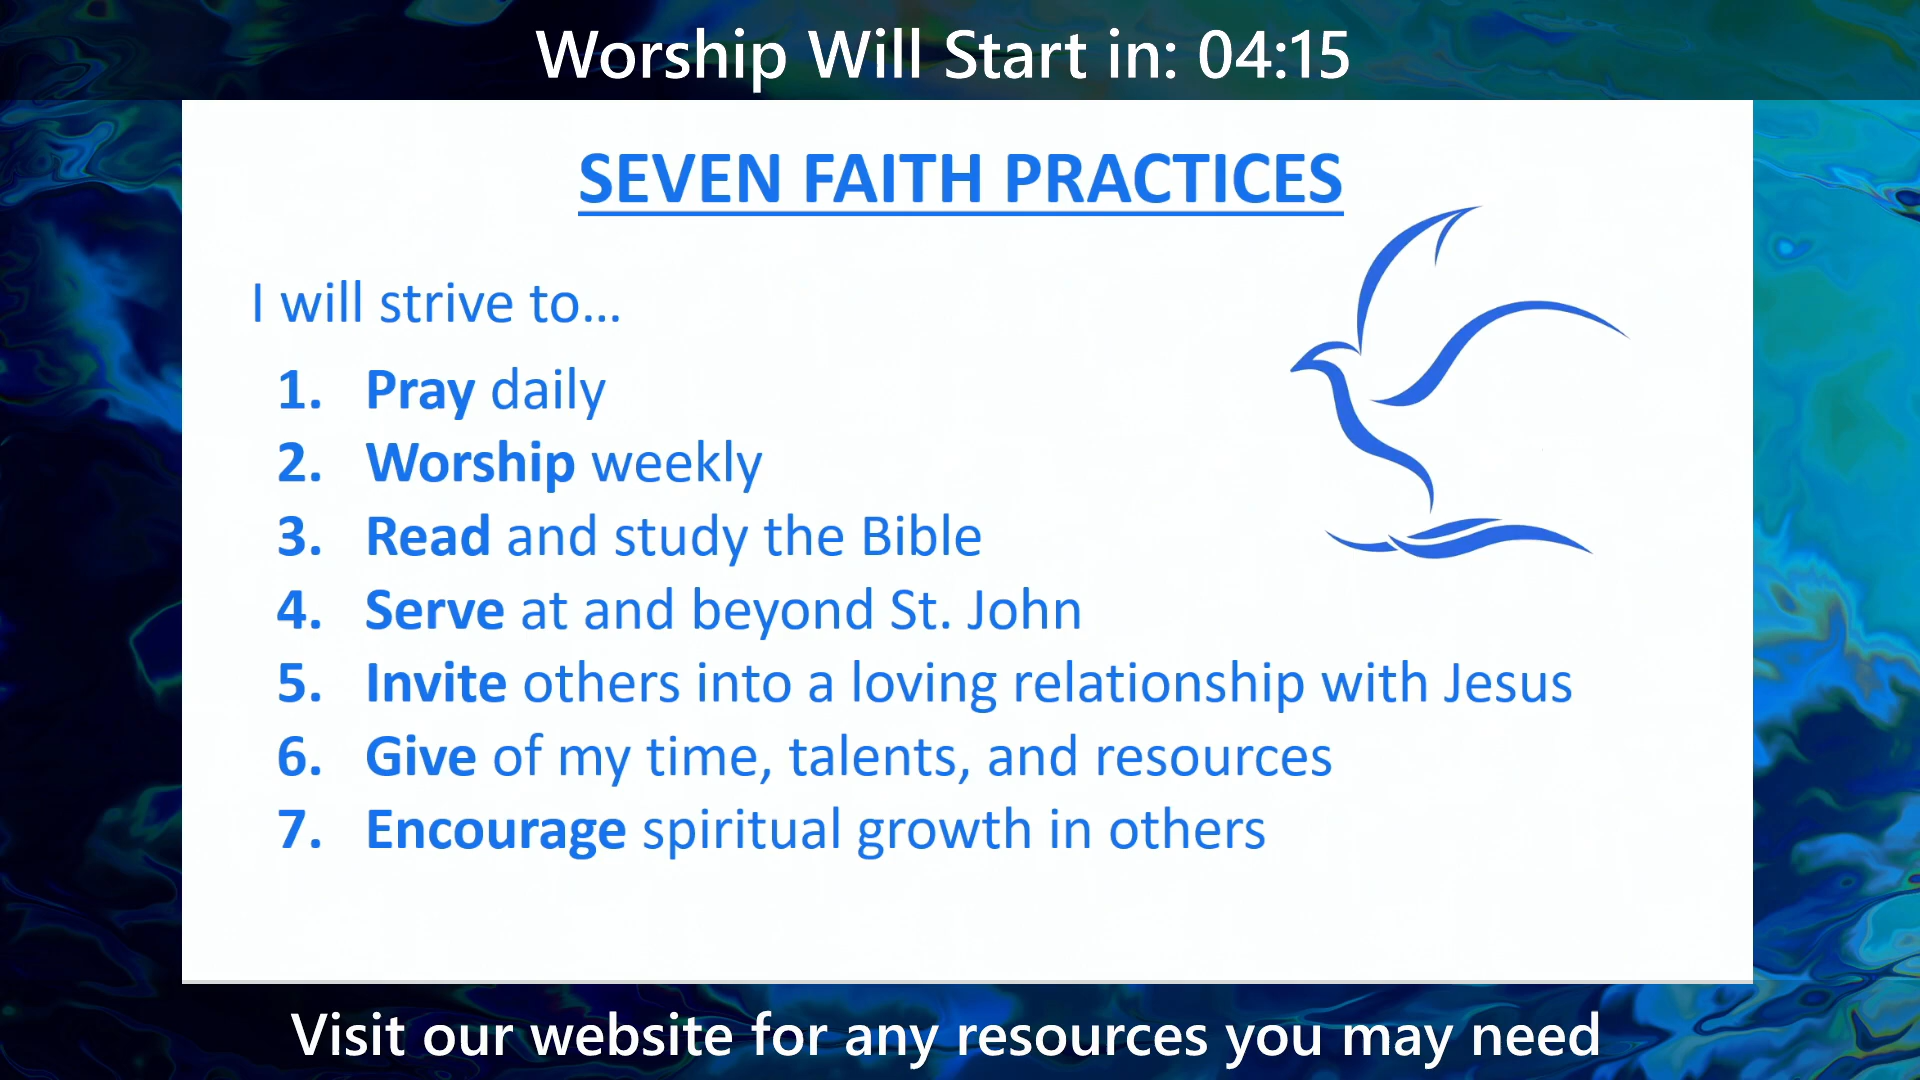 Worship Will Start in: 04:15
SEVEN FAITH PRACTICES
I will strive to...
1. Pray daily
2. Worship weekly
3. Read and study the Bible
4. Serve at and beyond St. John
5. Invite others into a loving relationship with Jesus
6. Give of my time, talents, and resources
7. Encourage spiritual growth in others
Visit our website for any resources you may need